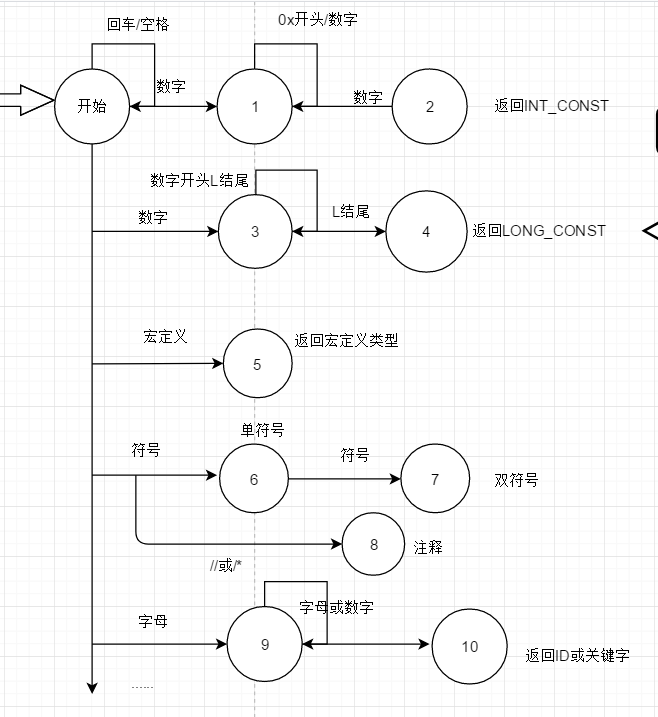 回车/空格
0x开头/数字
开始
数字
1
数字
2
返回INT_CONST
数字开头L结尾
数字
3
L结尾
4
返回LONG_CONST
宏定义
5
返回宏定义类型
单符号
符号
6
符号
7
双符号
8
注释
//或/*
字母
9
字母或数字
10
返回ID或关键字
......